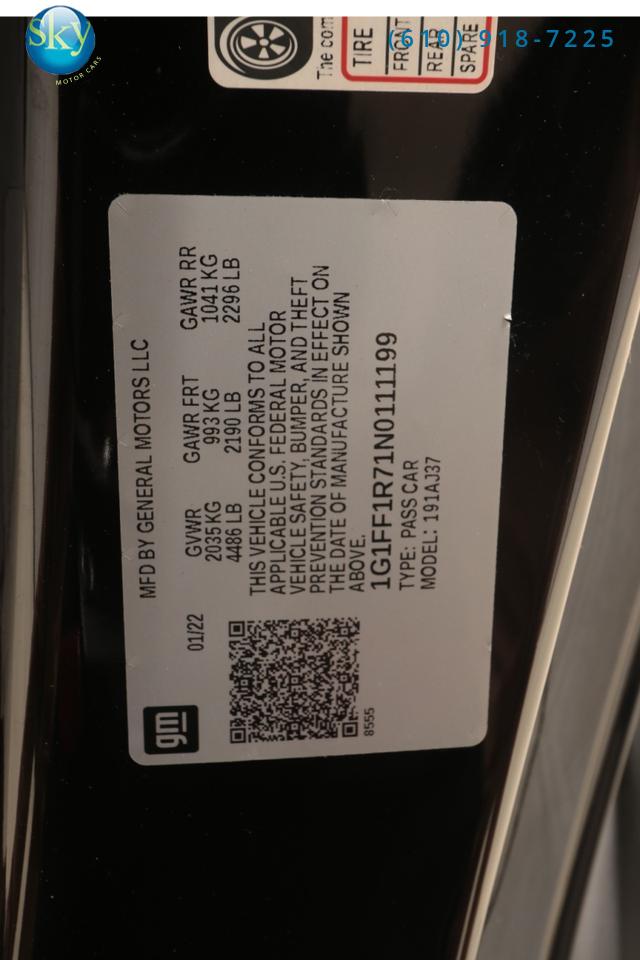 Sky
MOTOR CARS
(610) 918-7225
The com
TIRE
FRONT
REAR
SPARE
MFD BY GENERAL MOTORS LLC
01/22
GVWR GAWR FRT GAWR RR
2035KG 993 KG 1041 KG
4486 LB 2190 LB 2296 LB
THIS VEHICLE CONFORMS TO ALL
APPLICABLE U.S. FEDERAL MOTOR
VEHICLE SAFETY, BUMPER, AND THEFT
PREVENTION STANDARDS IN EFFECT ON
THE DATE OF MANUFACTURE SHOWN
ABOVE.
1G1FF1R71N0111199
TYPE: PASS CAR
MODEL: 191AJ37
gm
8555